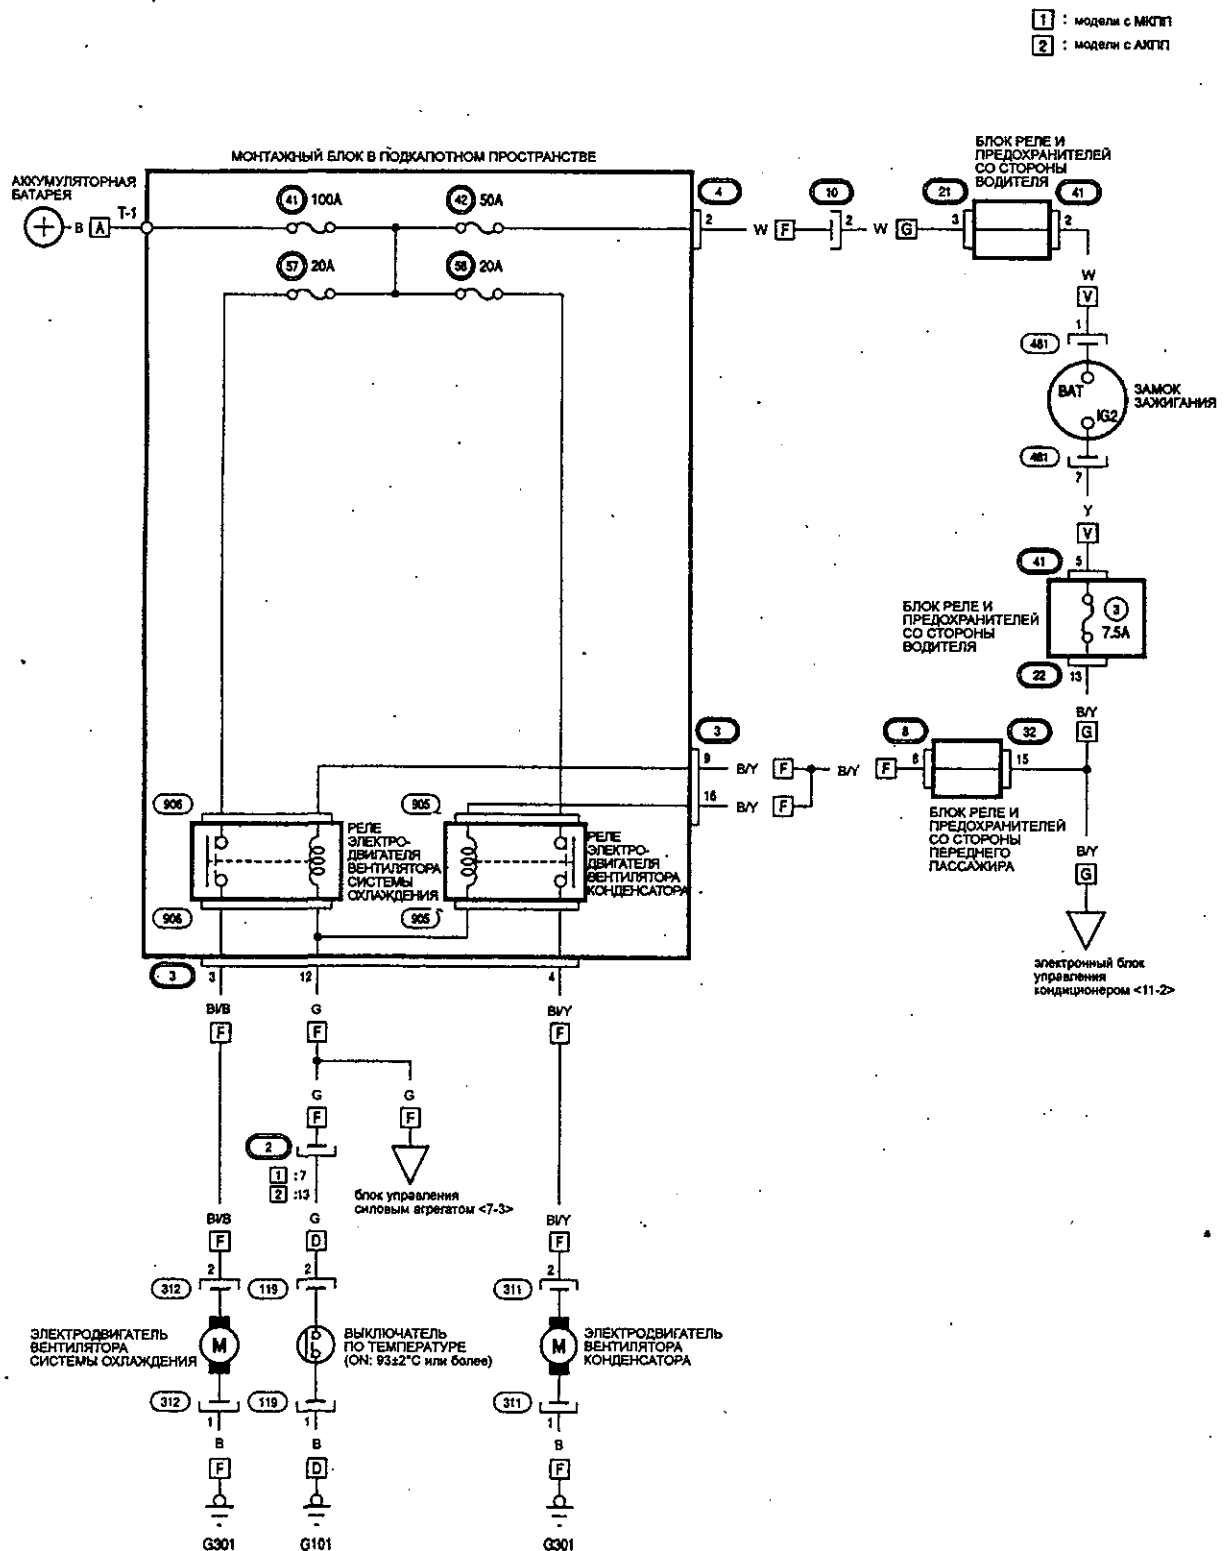 1 : модели с МКПП
2 : модели с АКПП
МОНТАЖНЫЙ БЛОК В ПОДКАПОТНОМ ПРОСТРАНСТВЕ
БЛОК РЕЛЕ И
ПРЕДОХРАНИТЕЛЕЙ
СО СТОРОНЫ
ВОДИТЕЛЯ
АККУМУЛЯТОРНАЯ
БАТАРЕЯ
B A T-1
41 100A
42 50A
4
10
21
41
2
W F
2
W G
3
2
57 20A
20A
W
V
1
481
BAT
IG2
ЗАМОК
ЗАЖИГАНИЯ
481
7
Y
V
41 5
БЛОК РЕЛЕ И
ПРЕДОХРАНИТЕЛЕЙ
СО СТОРОНЫ
ВОДИТЕЛЯ
3
7.5A
22 13
B/Y
G
3
8
32
9
B/Y F
B/Y F
6
15
16
B/Y F
БЛОК РЕЛЕ И
ПРЕДОХРАНИТЕЛЕЙ
СО СТОРОНЫ
ПЕРЕДНЕГО
ПАССАЖИРА
B/Y
G
906
905
РЕЛЕ
ЭЛЕКТРО-
ДВИГАТЕЛЯ
ВЕНТИЛЯТОРА
СИСТЕМЫ
ОХЛАЖДЕНИЯ
РЕЛЕ
ЭЛЕКТРО-
ДВИГАТЕЛЯ
ВЕНТИЛЯТОРА
КОНДЕНСАТОРА
906
905
электронный блок
управления
кондиционером <11-2>
3
3
12
4
Bl/B
F
G
F
Bl/Y
F
G
F
G
F
2
1 :7
2 :13
блок управления
силовым агрегатом <7-3>
Bl/B
F
G
D
Bl/Y
F
312
2
119
2
311
2
ЭЛЕКТРОДВИГАТЕЛЬ
ВЕНТИЛЯТОРА
СИСТЕМЫ ОХЛАЖДЕНИЯ
M
ВЫКЛЮЧАТЕЛЬ
ПО ТЕМПЕРАТУРЕ
(ON: 93±2°C или более)
M
ЭЛЕКТРОДВИГАТЕЛЬ
ВЕНТИЛЯТОРА
КОНДЕНСАТОРА
312
1
119
1
311
1
B
F
B
D
B
F
G301
G101
G301